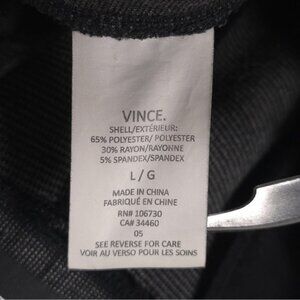 VINCE.
SHELL/EXTÉRIEUR:
65% POLYESTER/ POLYESTER
30% RAYON/RAYONNE
5% SPANDEX/SPANDEX
L / G
MADE IN CHINA
FABRIQUÉ EN CHINE
RN# 106730
CA# 34460
05
SEE REVERSE FOR CARE
VOIR AU VERSO POUR LES SOINS